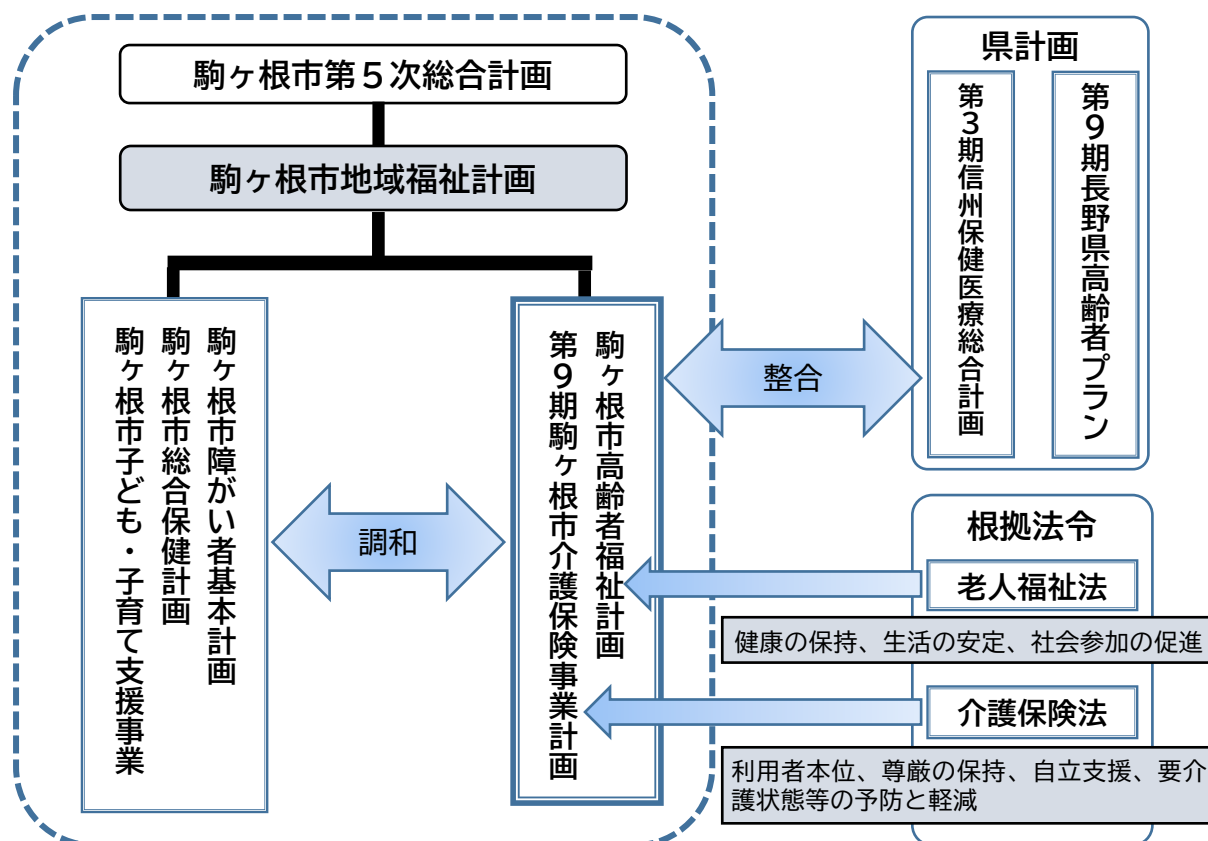 駒ヶ根市第５次総合計画
駒ヶ根市地域福祉計画
駒ヶ根市障がい者基本計画
駒ヶ根市総合保健計画
駒ヶ根市子ども・子育て支援事業
調和
駒ヶ根市高齢者福祉計画
第９期駒ヶ根市介護保険事業計画
整合
県計画
第９期長野県高齢者プラン
第３期信州保健医療総合計画
根拠法令
老人福祉法
健康の保持、生活の安定、社会参加の促進
介護保険法
利用者本位、尊厳の保持、自立支援、要介
護状態等の予防と軽減